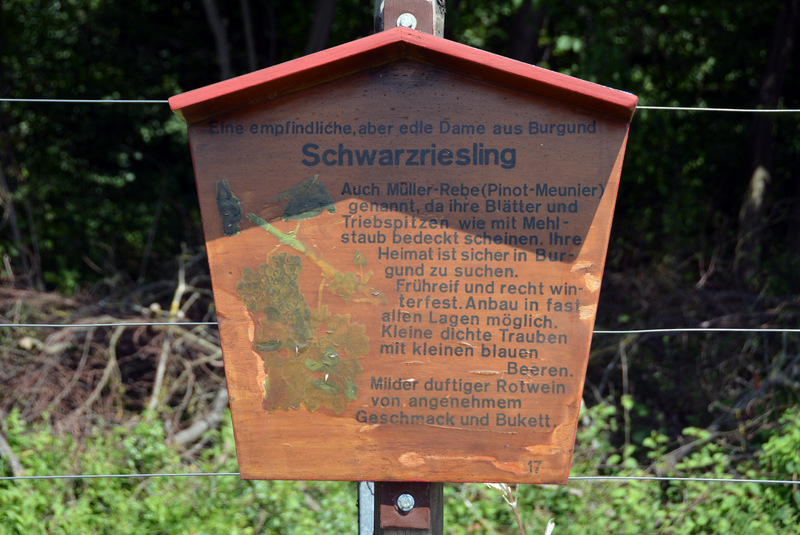 Eine empfindliche, aber edle Dame aus Burgund
Schwarzriesling
Auch Müller-Rebe (Pinot-Meunier)
genannt, da ihre Blätter und
Triebspitzen wie mit Mehl-
staub bedeckt scheinen. Ihre
Heimat ist sicher in Bur-
gund zu suchen.
Frühreif und recht win-
terfest. Anbau in fast
allen Lagen möglich.
Kleine dichte Trauben
mit kleinen blauen
Beeren.
Milder duftiger Rotwein
von angenehmem
Geschmack und Bukett.
17